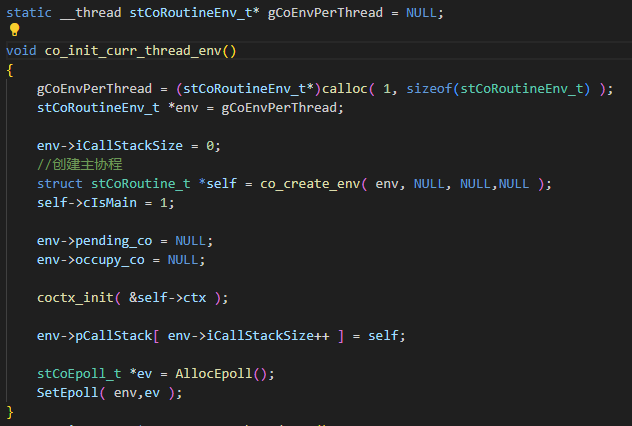 static __thread stCoRoutineEnv_t* gCoEnvPerThread = NULL;
void co_init_curr_thread_env()
{
gCoEnvPerThread = (stCoRoutineEnv_t*)calloc( 1, sizeof(stCoRoutineEnv_t) );
stCoRoutineEnv_t *env = gCoEnvPerThread;
env->iCallStackSize = 0;
//创建主协程
struct stCoRoutine_t *self = co_create_env( env, NULL, NULL,NULL );
self->cIsMain = 1;
env->pending_co = NULL;
env->occupy_co = NULL;
coctx_init( &self->ctx );
env->pCallStack[ env->iCallStackSize++ ] = self;
stCoEpoll_t *ev = AllocEpoll();
SetEpoll( env,ev );
}